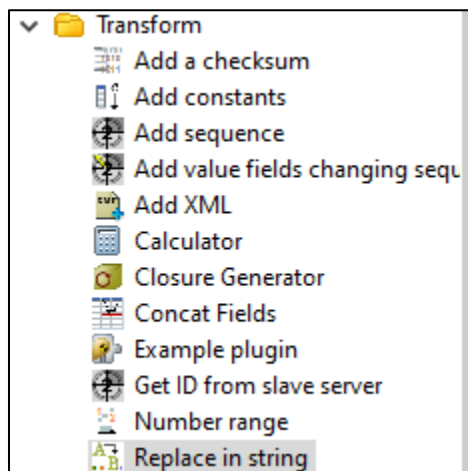 Transform
Add a checksum
Add constants
Add sequence
Add value fields changing sequ
Add XML
Calculator
Closure Generator
Concat Fields
Example plugin
Get ID from slave server
Number range
Replace in string